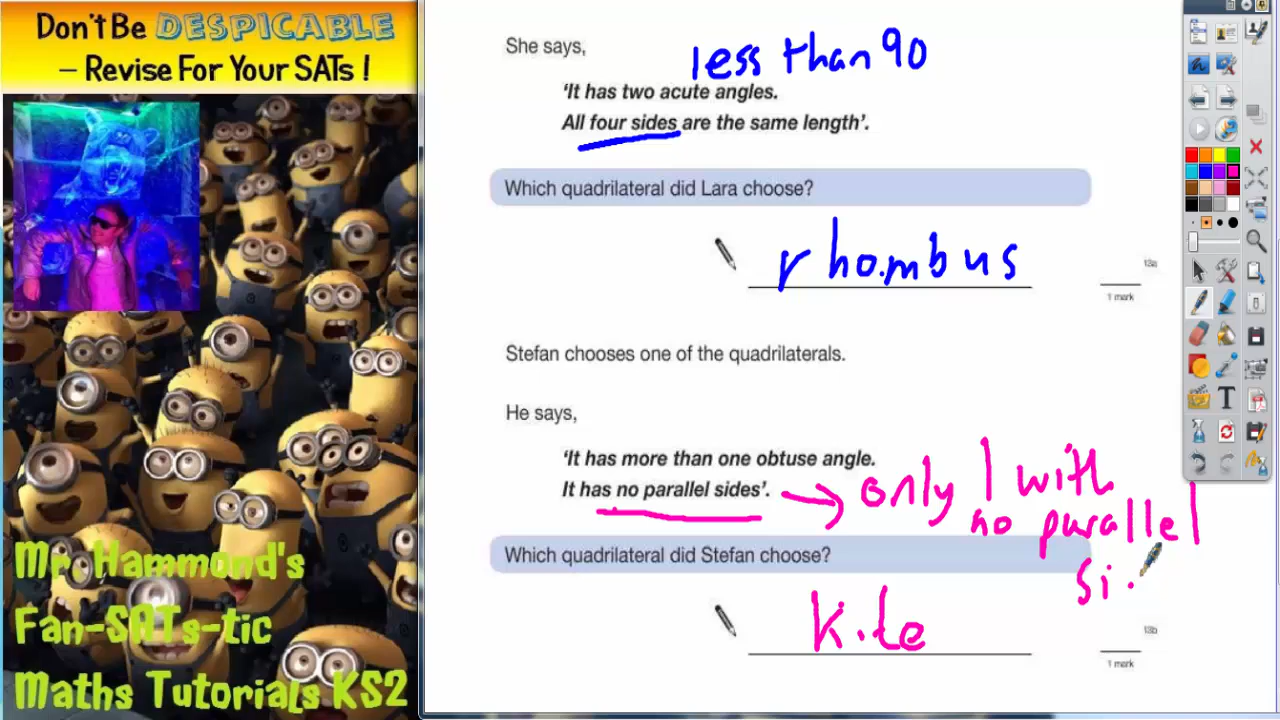 Don't Be DESPICABLE
– Revise For Your SATs !
Mr. Hammond's
Fan-SATs-tic
Maths Tutorials KS2
She says,
less than 90
'It has two acute angles.
All four sides are the same length'.
Which quadrilateral did Lara choose?
rhombus
13a
1 mark
Stefan chooses one of the quadrilaterals.
He says,
'It has more than one obtuse angle.
It has no parallel sides'.
only 1 with
no parallel
si
Which quadrilateral did Stefan choose?
Kite
13b
1 mark